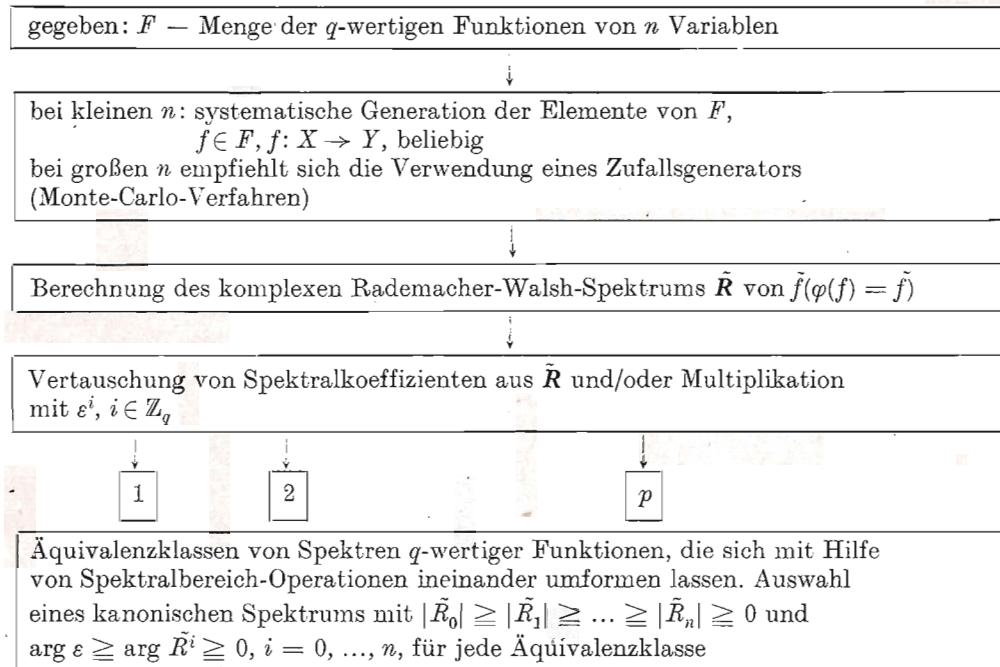 gegeben: F — Menge der q-wertigen Funktionen von n Variablen
bei kleinen n: systematische Generation der Elemente von F,
f ∈ F, f: X → Y, beliebig
bei großen n empfiehlt sich die Verwendung eines Zufallsgenerators
(Monte-Carlo-Verfahren)
Berechnung des komplexen Rademacher-Walsh-Spektrums R̃ von f̃(φ(f) = f̃)
Vertauschung von Spektralkoeffizienten aus R̃ und/oder Multiplikation
mit εⁱ, i ∈ ℤ_q
1 2 p
Äquivalenzklassen von Spektren q-wertiger Funktionen, die sich mit Hilfe
von Spektralbereich-Operationen ineinander umformen lassen. Auswahl
eines kanonischen Spektrums mit |R̃₀| ≧ |R̃₁| ≧ ... ≧ |R̃ₙ| ≧ 0 und
arg ε ≧ arg R̃ⁱ ≧ 0, i = 0, ..., n, für jede Äquivalenzklasse